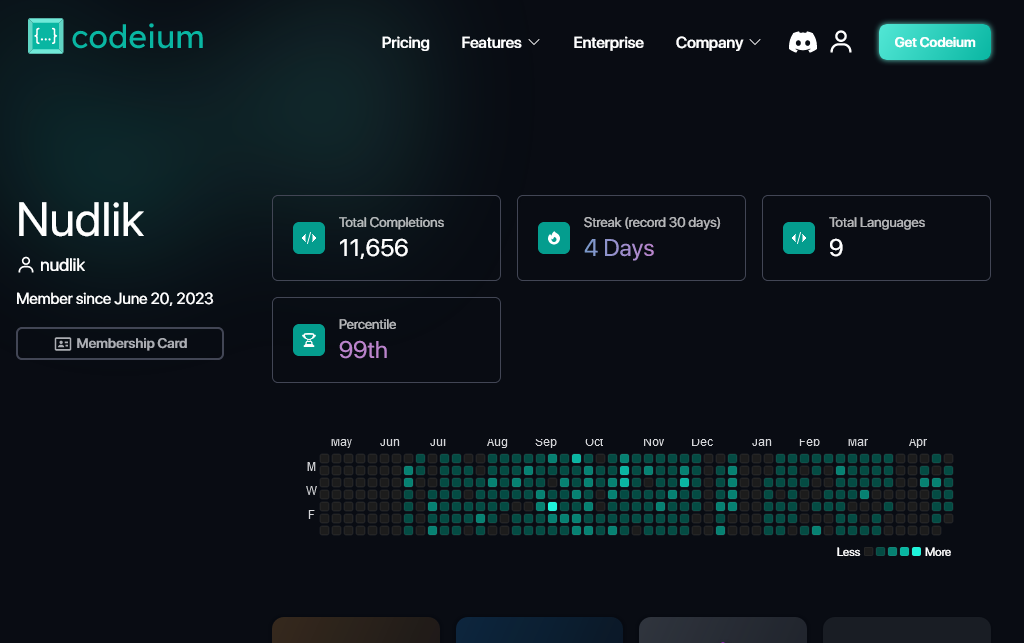 {...} codeium
Pricing Features Enterprise Company Get Codeium
Nudlik
nudlik
Member since June 20, 2023
Membership Card
Total Completions
11,656
Streak (record 30 days)
4 Days
Total Languages
9
Percentile
99th
May Jun Jul Aug Sep Oct Nov Dec Jan Feb Mar Apr
M
W
F
Less More